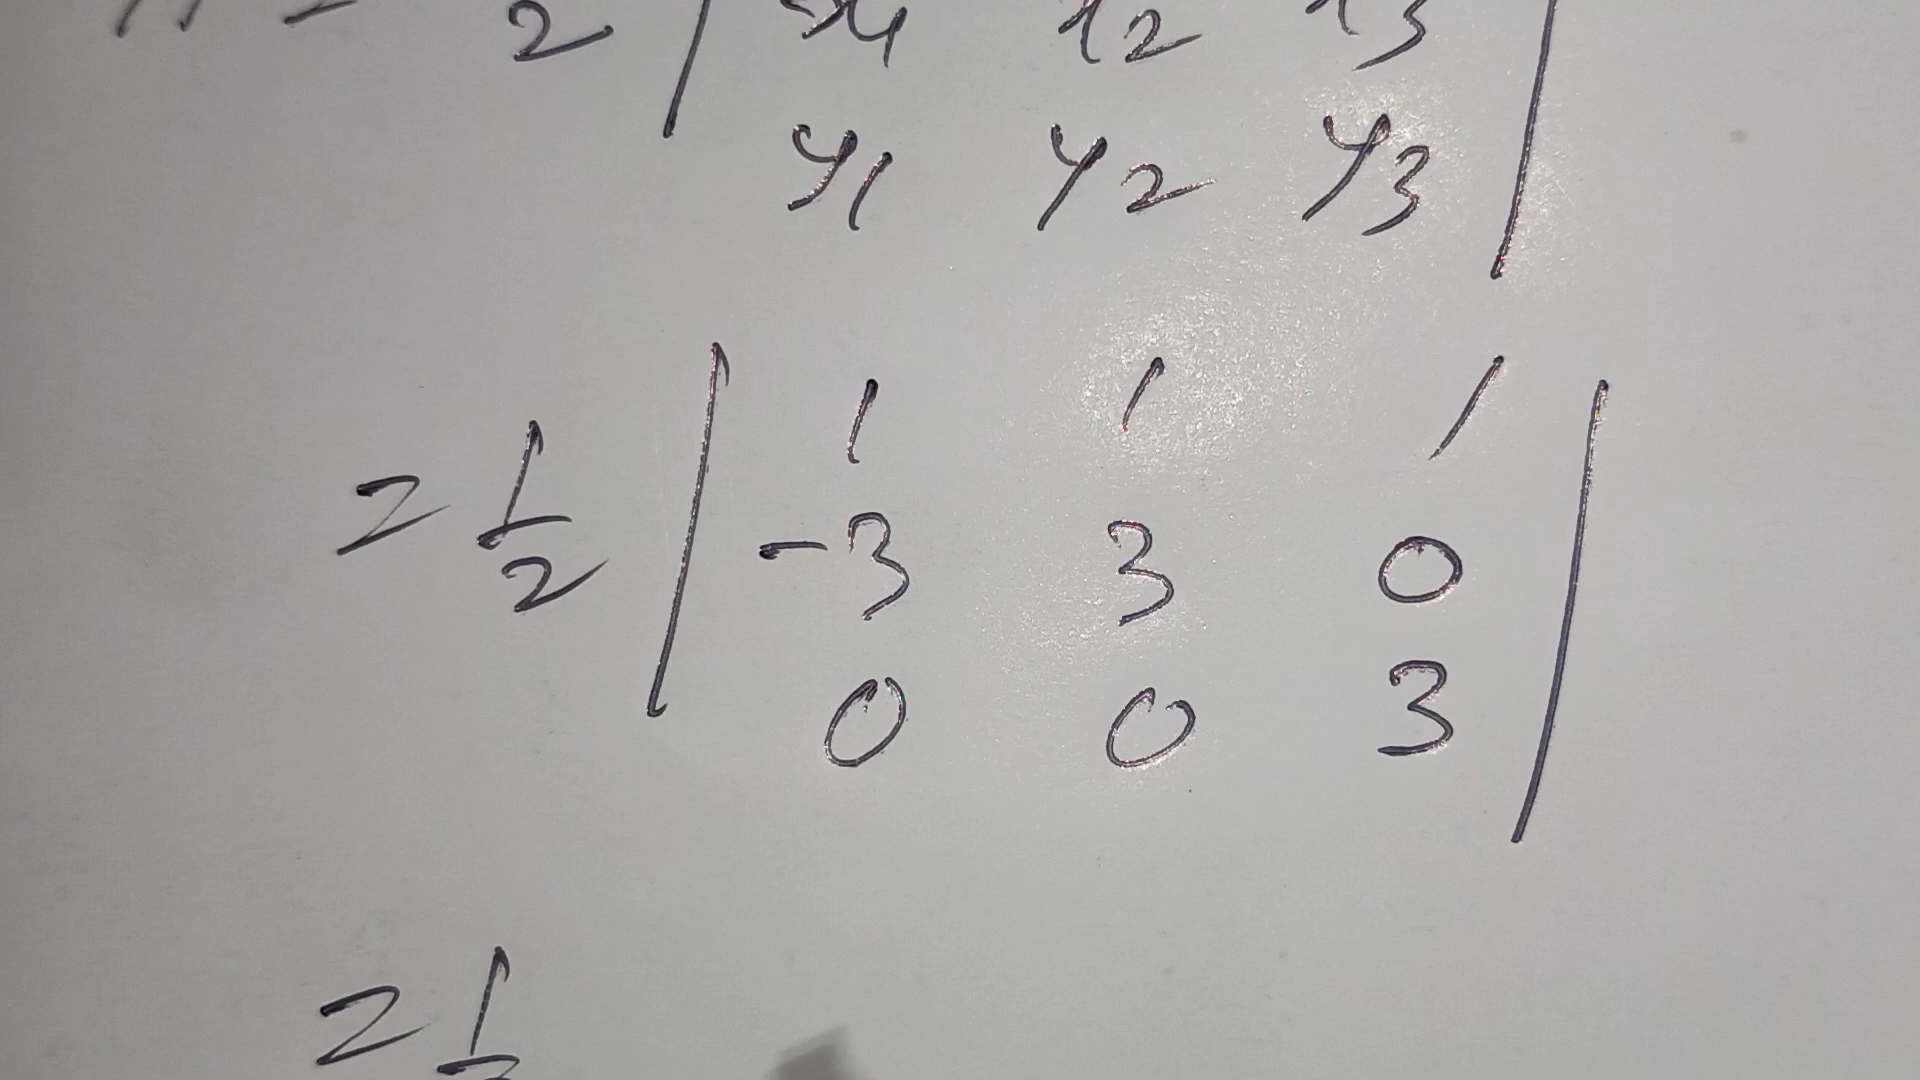 2 | x1 x2 x3 |
y1 y2 y3
= 1/2 | 1 1 1 |
-3 3 0
0 0 3
= 1/2